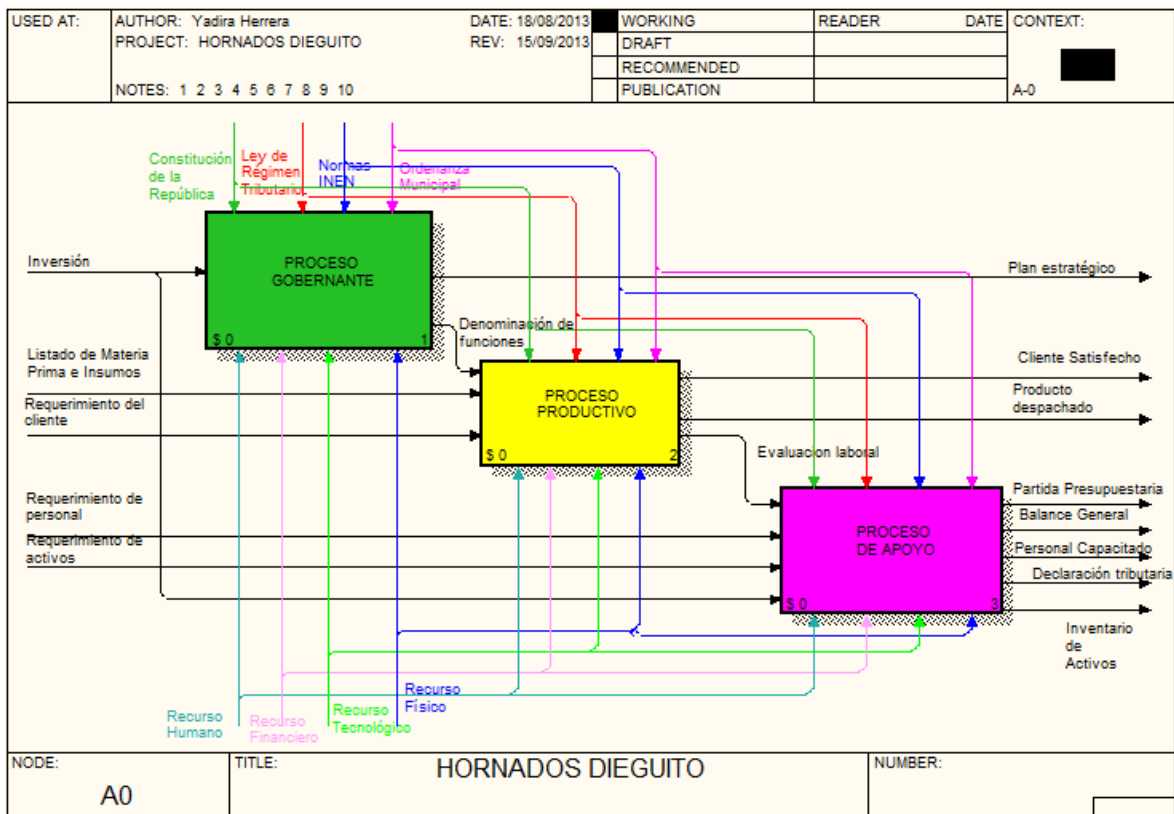 USED AT:
AUTHOR: Yadira Herrera
DATE: 18/08/2013
PROJECT: HORNADOS DIEGUITO
REV: 15/09/2013
NOTES: 1 2 3 4 5 6 7 8 9 10
WORKING
DRAFT
RECOMMENDED
PUBLICATION
READER
DATE
CONTEXT:
A-0
Constitución
de la
República
Ley de
Régimen
Tributario
Normas
INEN
Ordenanza
Municipal
Inversión
PROCESO
GOBERNANTE
$ 0
1
Plan estratégico
Denominación de
funciones
Listado de Materia
Prima e Insumos
Requerimiento del
cliente
PROCESO
PRODUCTIVO
$ 0
2
Cliente Satisfecho
Producto
despachado
Evaluacion laboral
Requerimiento de
personal
Requerimiento de
activos
PROCESO
DE APOYO
$ 0
3
Partida Presupuestaria
Balance General
Personal Capacitado
Declaración tributaria
Inventario
de
Activos
Recurso
Humano
Recurso
Financiero
Recurso
Tecnológico
Recurso
Físico
NODE:
A0
TITLE:
HORNADOS DIEGUITO
NUMBER: